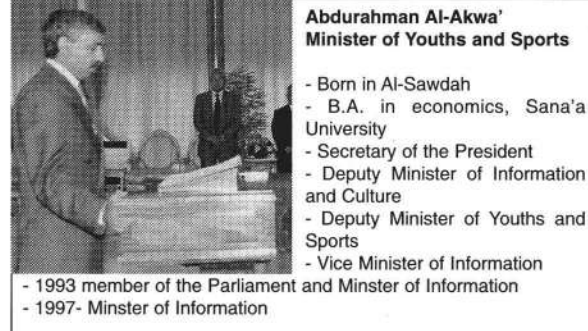 Abdurahman Al-Akwa'
Minister of Youths and Sports
- Born in Al-Sawdah
- B.A. in economics, Sana'a
University
- Secretary of the President
- Deputy Minister of Information
and Culture
- Deputy Minister of Youths and
Sports
- Vice Minister of Information
- 1993 member of the Parliament and Minster of Information
- 1997- Minster of Information